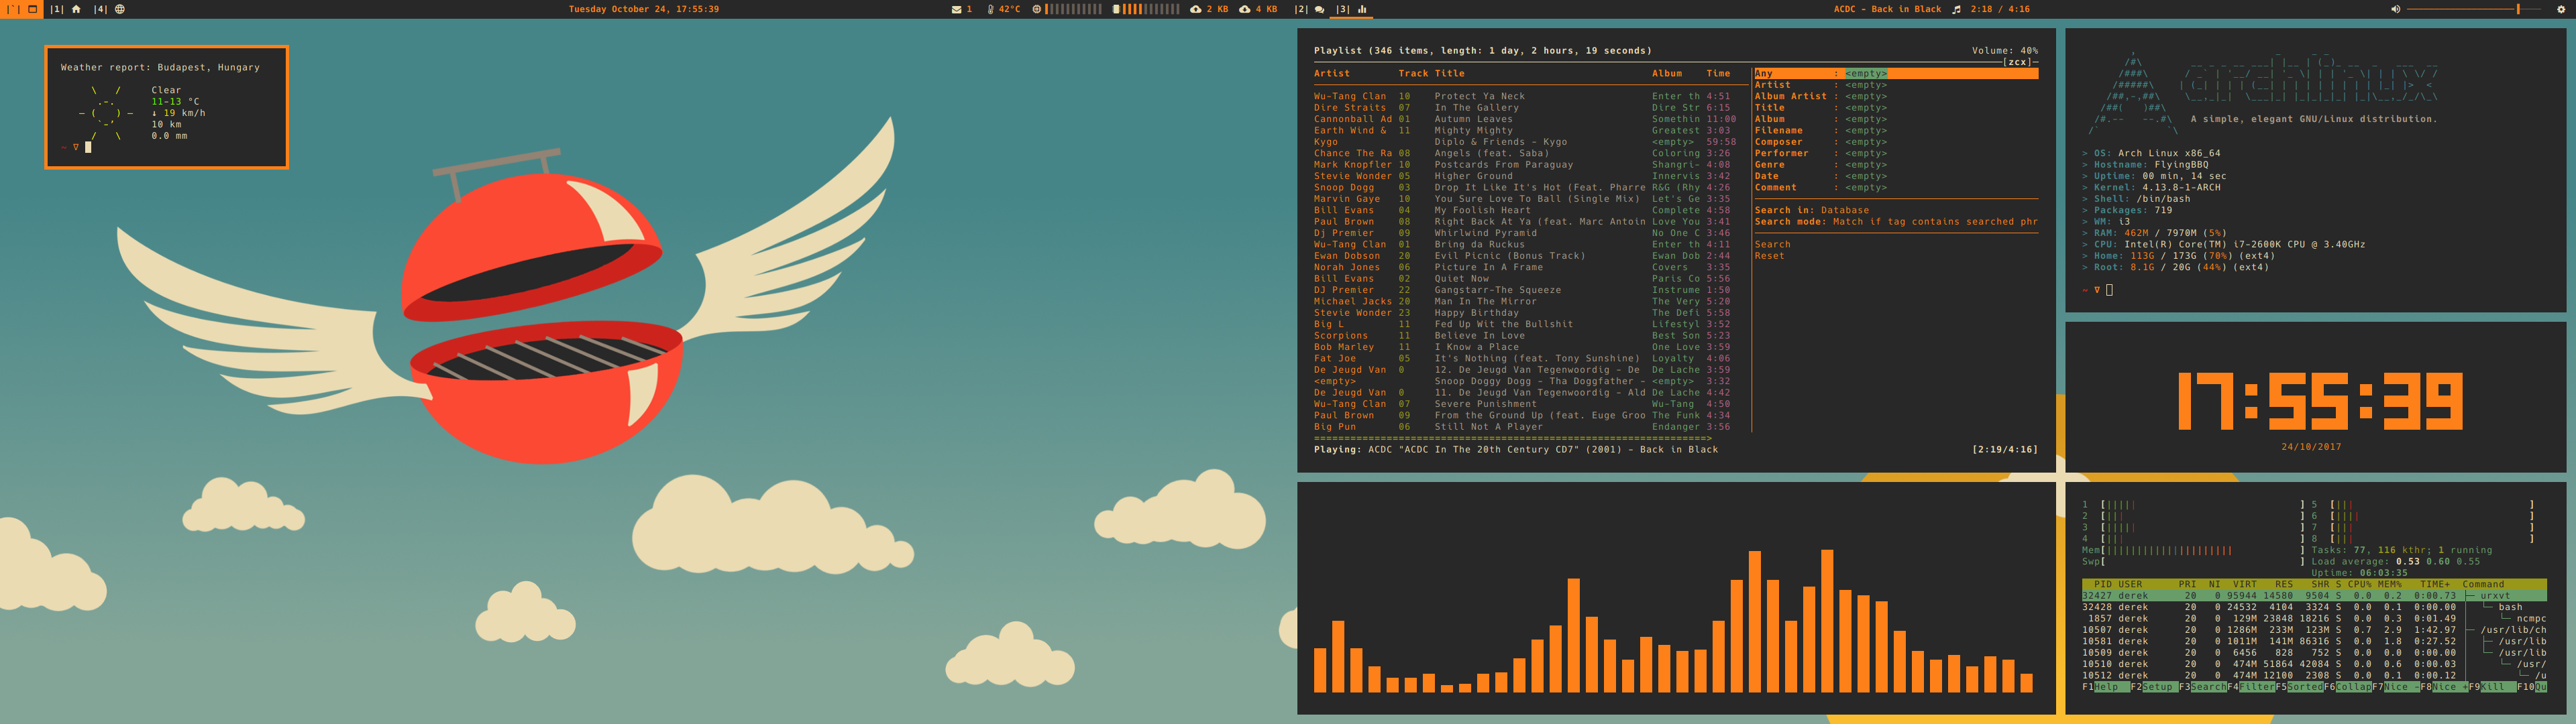 |`| |1| |4| Tuesday October 24, 17:55:39 1 42°C 2 KB 4 KB |2| |3| ACDC - Back in Black 2:18 / 4:16
Weather report: Budapest, Hungary
Clear
11-13 °C
↓ 19 km/h
10 km
0.0 mm
~ ∇
Playlist (346 items, length: 1 day, 2 hours, 19 seconds) Volume: 40%
[zcx]
Artist Track Title Album Time
Wu-Tang Clan 10 Protect Ya Neck Enter th 4:51
Dire Straits 07 In The Gallery Dire Str 6:15
Cannonball Ad 01 Autumn Leaves Somethin 11:00
Earth Wind & 11 Mighty Mighty Greatest 3:03
Kygo Diplo & Friends - Kygo <empty> 59:58
Chance The Ra 08 Angels (feat. Saba) Coloring 3:26
Mark Knopfler 10 Postcards From Paraguay Shangri- 4:08
Stevie Wonder 05 Higher Ground Innervis 3:42
Snoop Dogg 03 Drop It Like It's Hot (Feat. Pharre R&G (Rhy 4:26
Marvin Gaye 10 You Sure Love To Ball (Single Mix) Let's Ge 3:35
Bill Evans 04 My Foolish Heart Complete 4:58
Paul Brown 08 Right Back At Ya (feat. Marc Antoin Love You 3:41
Dj Premier 09 Whirlwind Pyramid No One C 3:46
Wu-Tang Clan 01 Bring da Ruckus Enter th 4:11
Ewan Dobson 20 Evil Picnic (Bonus Track) Ewan Dob 2:44
Norah Jones 06 Picture In A Frame Covers 3:35
Bill Evans 02 Quiet Now Paris Co 5:56
DJ Premier 22 Gangstarr-The Squeeze Instrume 1:50
Michael Jacks 20 Man In The Mirror The Very 5:20
Stevie Wonder 23 Happy Birthday The Defi 5:58
Big L 11 Fed Up Wit the Bullshit Lifestyl 3:52
Scorpions 11 Believe In Love Best Son 5:23
Bob Marley 11 I Know a Place One Love 3:59
Fat Joe 05 It's Nothing (feat. Tony Sunshine) Loyalty 4:06
De Jeugd Van 0 12. De Jeugd Van Tegenwoordig - De De Lache 3:59
<empty> Snoop Doggy Dogg - Tha Doggfather - <empty> 3:32
De Jeugd Van 0 11. De Jeugd Van Tegenwoordig - Ald De Lache 4:42
Wu-Tang Clan 07 Severe Punishment Wu-Tang 4:50
Paul Brown 09 From the Ground Up (feat. Euge Groo The Funk 4:34
Big Pun 06 Still Not A Player Endanger 3:56
Any : <empty>
Artist : <empty>
Album Artist : <empty>
Title : <empty>
Album : <empty>
Filename : <empty>
Composer : <empty>
Performer : <empty>
Genre : <empty>
Date : <empty>
Comment : <empty>
Search in: Database
Search mode: Match if tag contains searched phr
Search
Reset
Playing: ACDC "ACDC In The 20th Century CD7" (2001) - Back in Black [2:19/4:16]
arch linux
A simple, elegant GNU/Linux distribution.
> OS: Arch Linux x86_64
> Hostname: FlyingBBQ
> Uptime: 00 min, 14 sec
> Kernel: 4.13.8-1-ARCH
> Shell: /bin/bash
> Packages: 719
> WM: i3
> RAM: 462M / 7970M (5%)
> CPU: Intel(R) Core(TM) i7-2600K CPU @ 3.40GHz
> Home: 113G / 173G (70%) (ext4)
> Root: 8.1G / 20G (44%) (ext4)
~ ∇
17:55:39
24/10/2017
1 [||||| ] 5 [||| ]
2 [||| ] 6 [||||| ]
3 [||||| ] 7 [||| ]
4 [||| ] 8 [||| ]
Mem[||||||||||||||||||||| ] Tasks: 77, 116 kthr; 1 running
Swp[ ] Load average: 0.53 0.60 0.55
Uptime: 06:03:35
PID USER PRI NI VIRT RES SHR S CPU% MEM% TIME+ Command
32427 derek 20 0 95944 14580 9504 S 0.0 0.2 0:00.73 ├─ urxvt
32428 derek 20 0 24532 4104 3324 S 0.0 0.1 0:00.00 │ └─ bash
1857 derek 20 0 129M 23848 18216 S 0.0 0.3 0:01.49 │ └─ ncmpc
10507 derek 20 0 1286M 233M 123M S 0.7 2.9 1:42.97 ├─ /usr/lib/ch
10581 derek 20 0 1011M 141M 86316 S 0.0 1.8 0:27.52 │ ├─ /usr/lib
10509 derek 20 0 6456 828 752 S 0.0 0.0 0:00.00 │ └─ /usr/lib
10510 derek 20 0 474M 51864 42084 S 0.0 0.6 0:00.03 │ └─ /usr/
10512 derek 20 0 474M 12100 2308 S 0.0 0.1 0:00.12 │ └─ /u
F1Help F2Setup F3SearchF4FilterF5SortedF6CollapF7Nice -F8Nice +F9Kill F10Qu